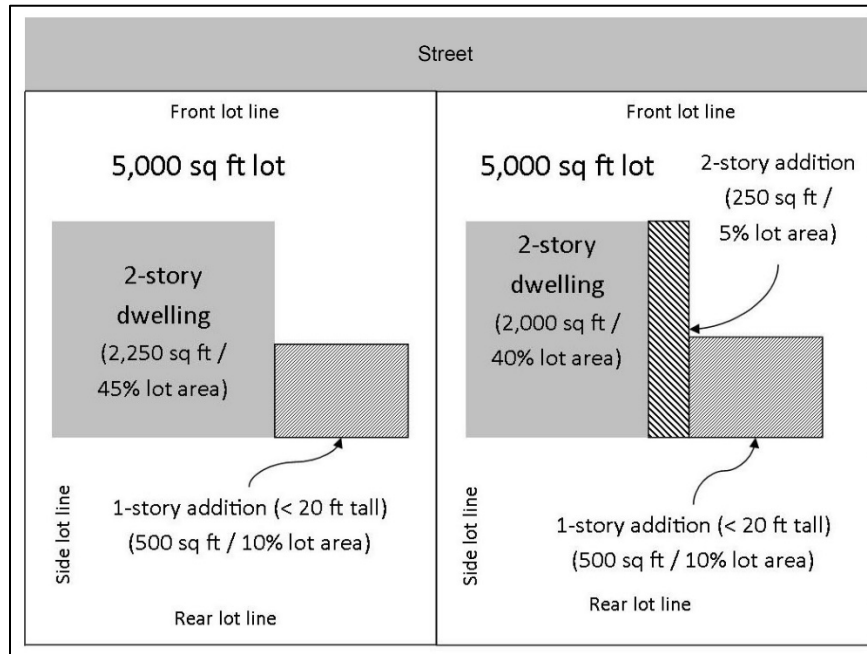 Street
Front lot line
5,000 sq ft lot
2-story
dwelling
(2,250 sq ft /
45% lot area)
1-story addition (< 20 ft tall)
(500 sq ft / 10% lot area)
Side lot line
Rear lot line
Front lot line
5,000 sq ft lot
2-story addition
(250 sq ft /
5% lot area)
2-story
dwelling
(2,000 sq ft /
40% lot area)
1-story addition (< 20 ft tall)
(500 sq ft / 10% lot area)
Side lot line
Rear lot line